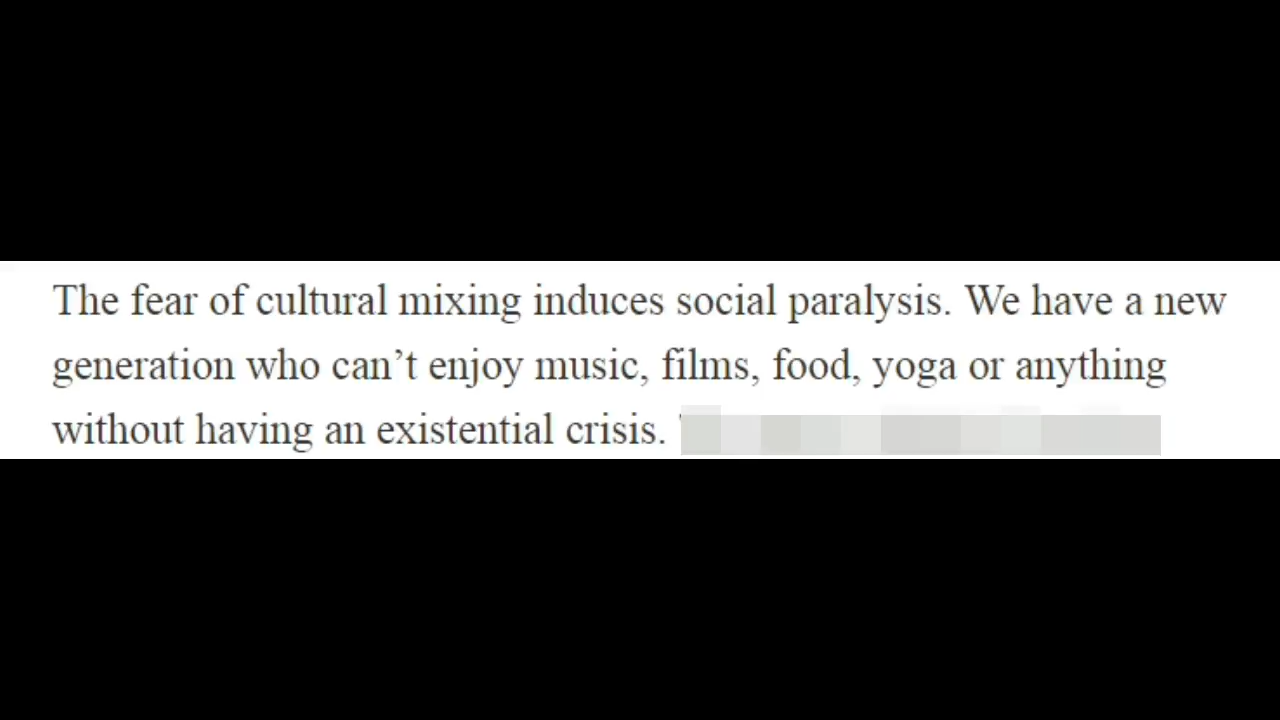 The fear of cultural mixing induces social paralysis. We have a new
generation who can’t enjoy music, films, food, yoga or anything
without having an existential crisis.